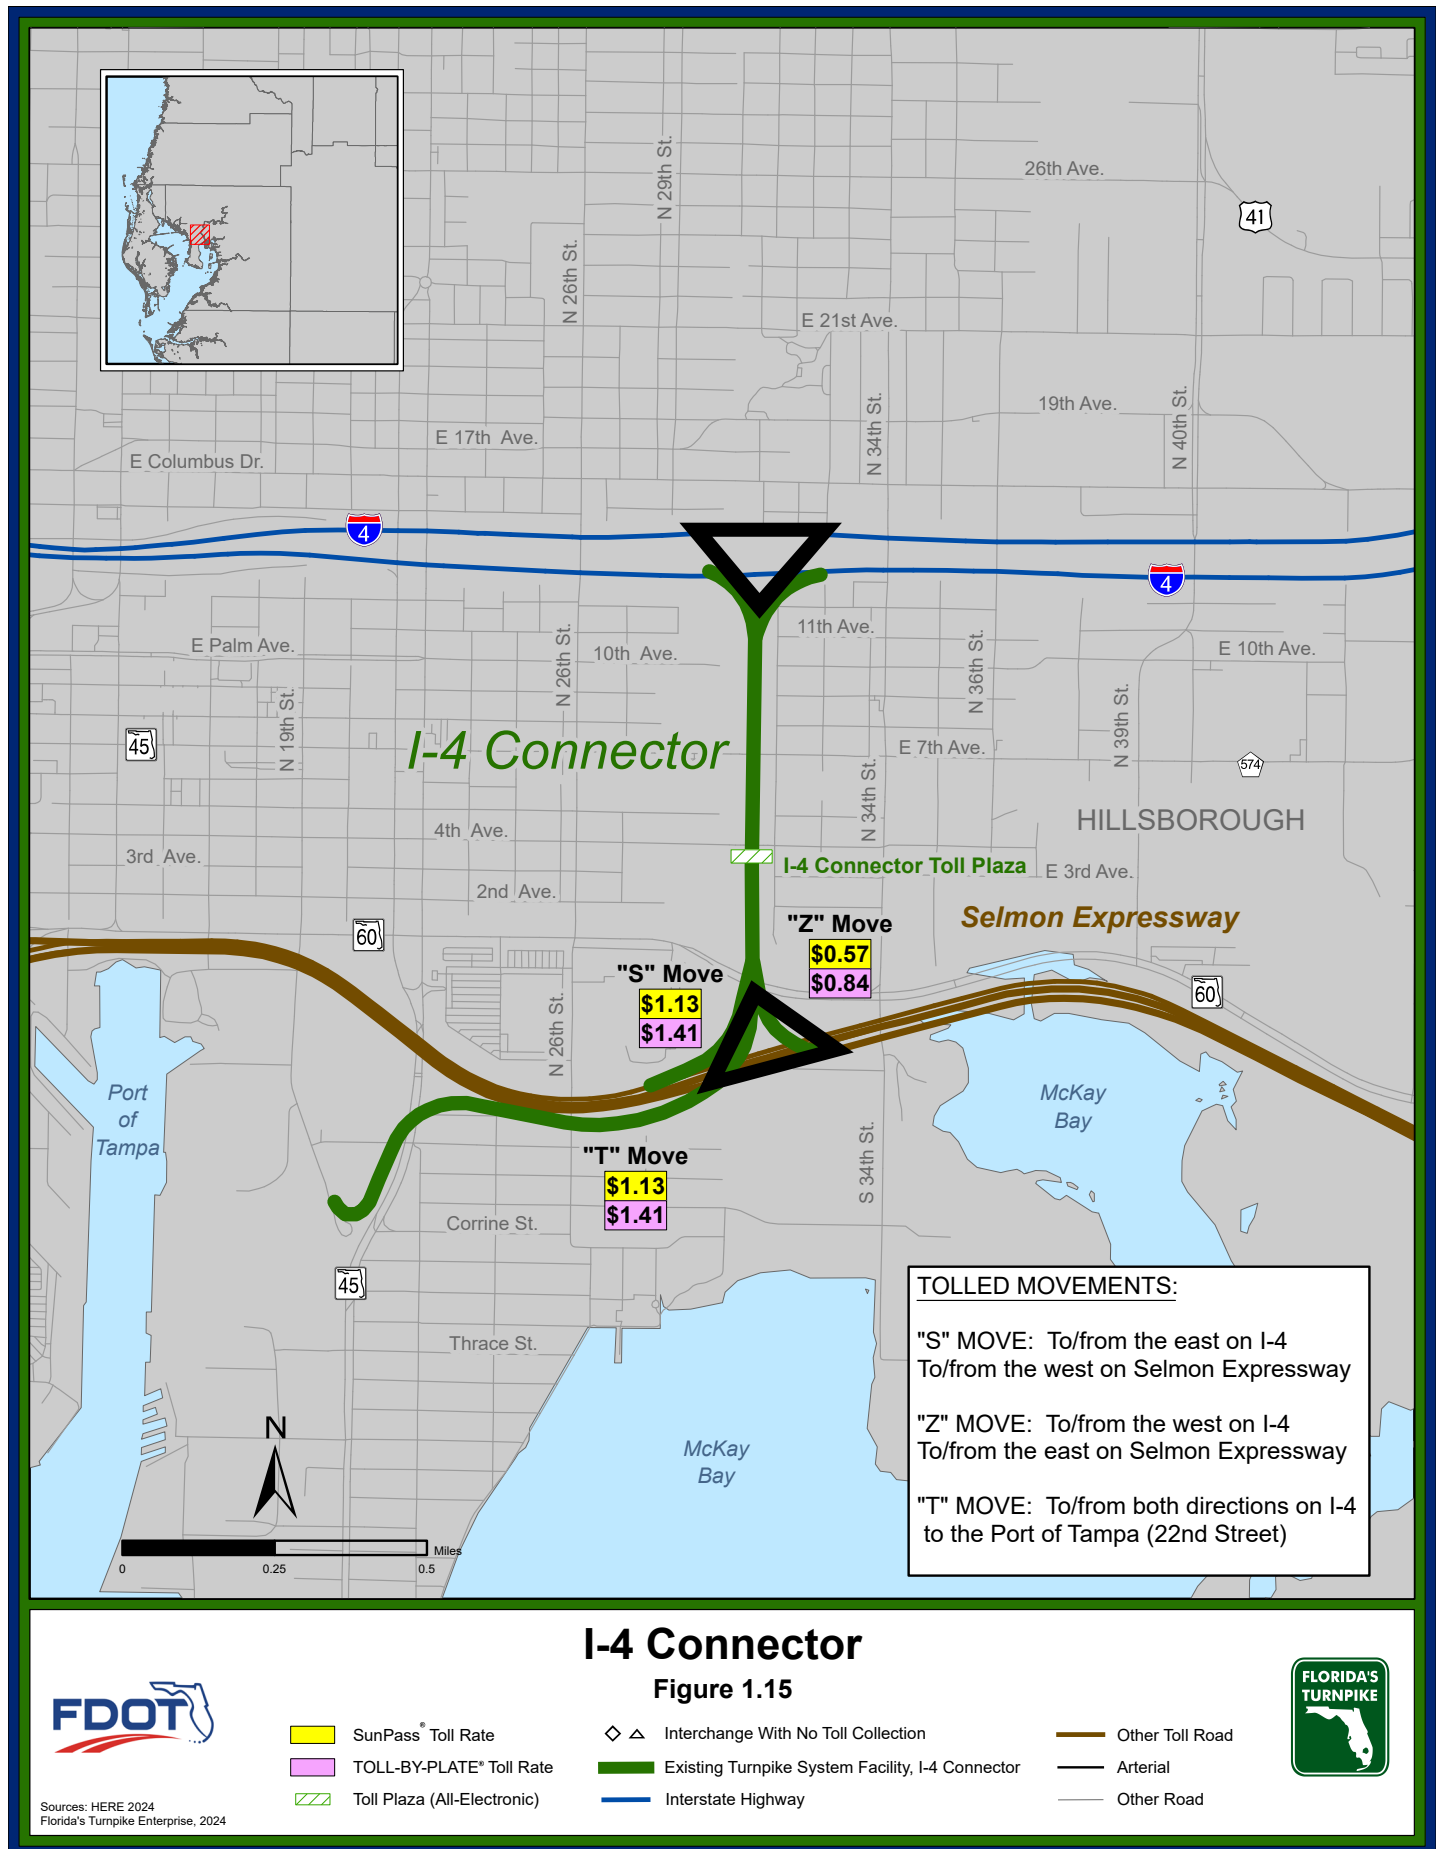 26th Ave.
N 29th St.
41
N 26th St.
E 21st Ave.
19th Ave.
N 34th St.
N 40th St.
E 17th Ave.
E Columbus Dr.
4
4
11th Ave.
E Palm Ave.
10th Ave.
E 10th Ave.
N 26th St.
N 36th St.
N 19th St.
N 39th St.
45
I-4 Connector
E 7th Ave.
574
N 34th St.
HILLSBOROUGH
4th Ave.
3rd Ave.
I-4 Connector Toll Plaza
E 3rd Ave.
2nd Ave.
"Z" Move
$0.57
$0.84
Selmon Expressway
60
"S" Move
$1.13
$1.41
60
N 26th St.
Port
of
Tampa
McKay
Bay
"T" Move
$1.13
$1.41
S 34th St.
Corrine St.
45
Thrace St.
McKay
Bay
TOLLED MOVEMENTS:
"S" MOVE: To/from the east on I-4
To/from the west on Selmon Expressway
"Z" MOVE: To/from the west on I-4
To/from the east on Selmon Expressway
"T" MOVE: To/from both directions on I-4
to the Port of Tampa (22nd Street)
N
Miles
0 0.25 0.5
I-4 Connector
Figure 1.15
FDOT
FLORIDA'S
TURNPIKE
SunPass® Toll Rate
TOLL-BY-PLATE® Toll Rate
Toll Plaza (All-Electronic)
Interchange With No Toll Collection
Existing Turnpike System Facility, I-4 Connector
Interstate Highway
Other Toll Road
Arterial
Other Road
Sources: HERE 2024
Florida's Turnpike Enterprise, 2024